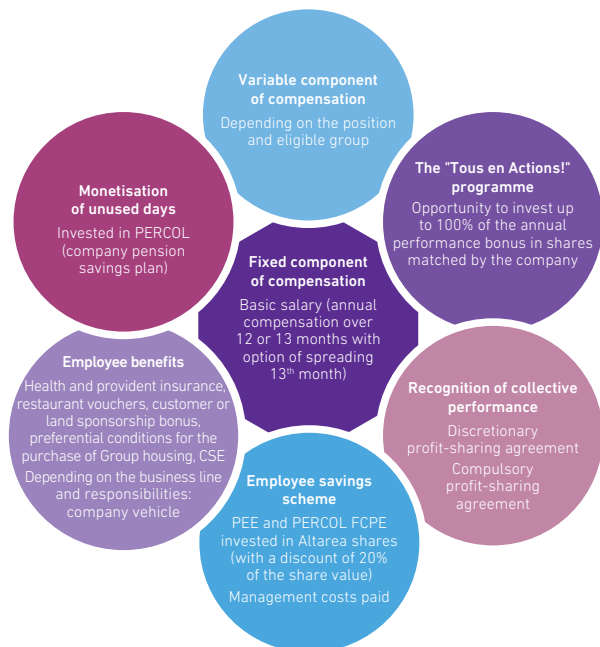 Variable component
of compensation
Depending on the position
and eligible group
Monetisation
of unused days
Invested in PERCOL
(company pension
savings plan)
The "Tous en Actions!"
programme
Opportunity to invest up
to 100% of the annual
performance bonus in shares
matched by the company
Fixed component
of compensation
Basic salary (annual
compensation over
12 or 13 months with
option of spreading
13th month)
Employee benefits
Health and provident insurance,
restaurant vouchers, customer or
land sponsorship bonus,
preferential conditions for the
purchase of Group housing, CSE
Depending on the business line
and responsibilities:
company vehicle
Recognition of collective
performance
Discretionary
profit-sharing agreement
Compulsory
profit-sharing
agreement
Employee savings
scheme
PEE and PERCOL FCPE
invested in Altarea shares
(with a discount of 20%
of the share value)
Management costs paid